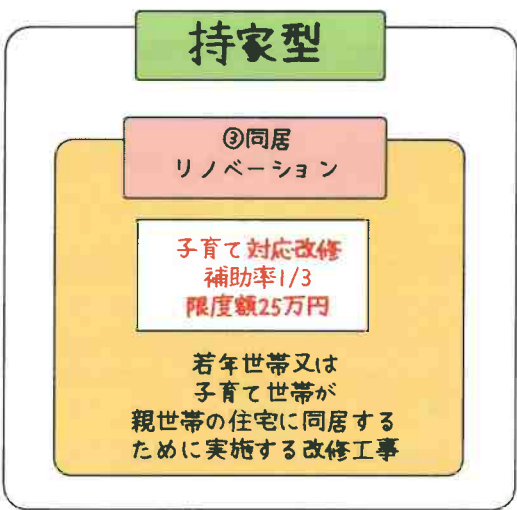 持家型
③同居
リノベーション
子育て対応改修
補助率1/3
限度額25万円
若年世帯又は
子育て世帯が
親世帯の住宅に同居する
ために実施する改修工事